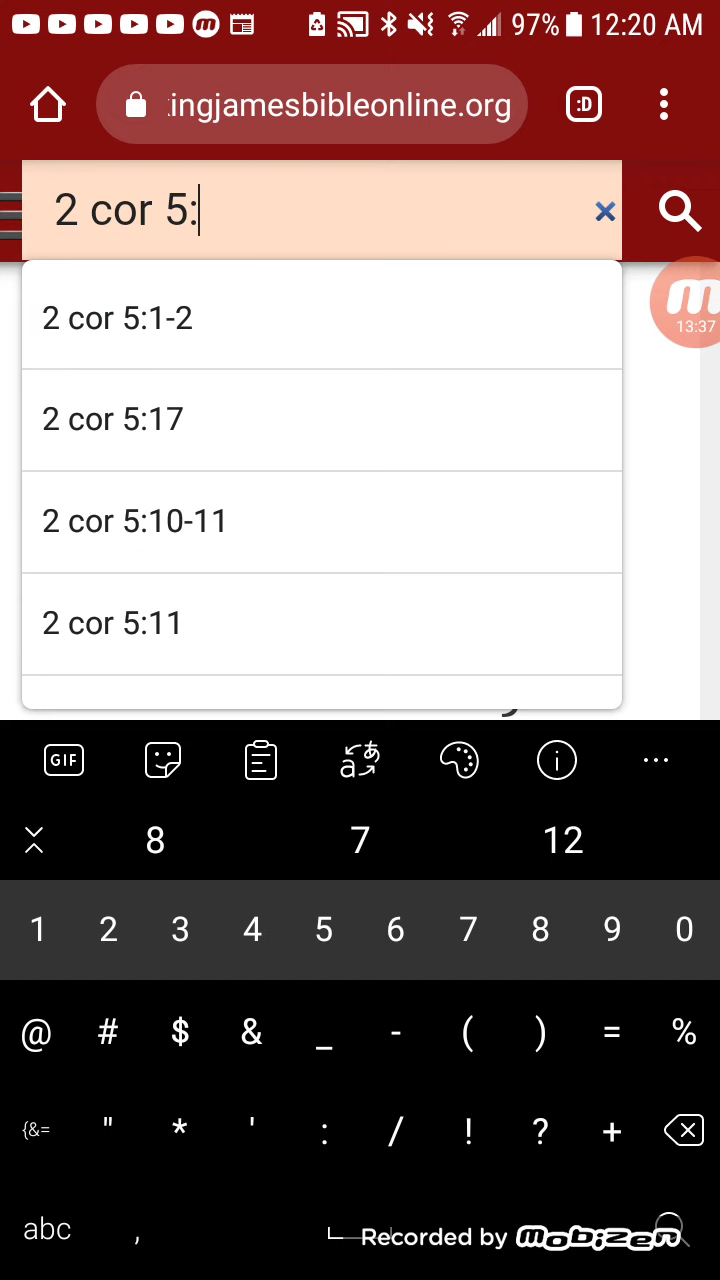 97% 12:20 AM
ingjamesbibleonline.org :D
2 cor 5:
13:37
2 cor 5:1-2
2 cor 5:17
2 cor 5:10-11
2 cor 5:11
GIF
aあ
8 7 12
1 2 3 4 5 6 7 8 9 0
@ # $ & _ - ( ) = %
{&= " * ' : / ! ? +
abc ,
Recorded by mobizen